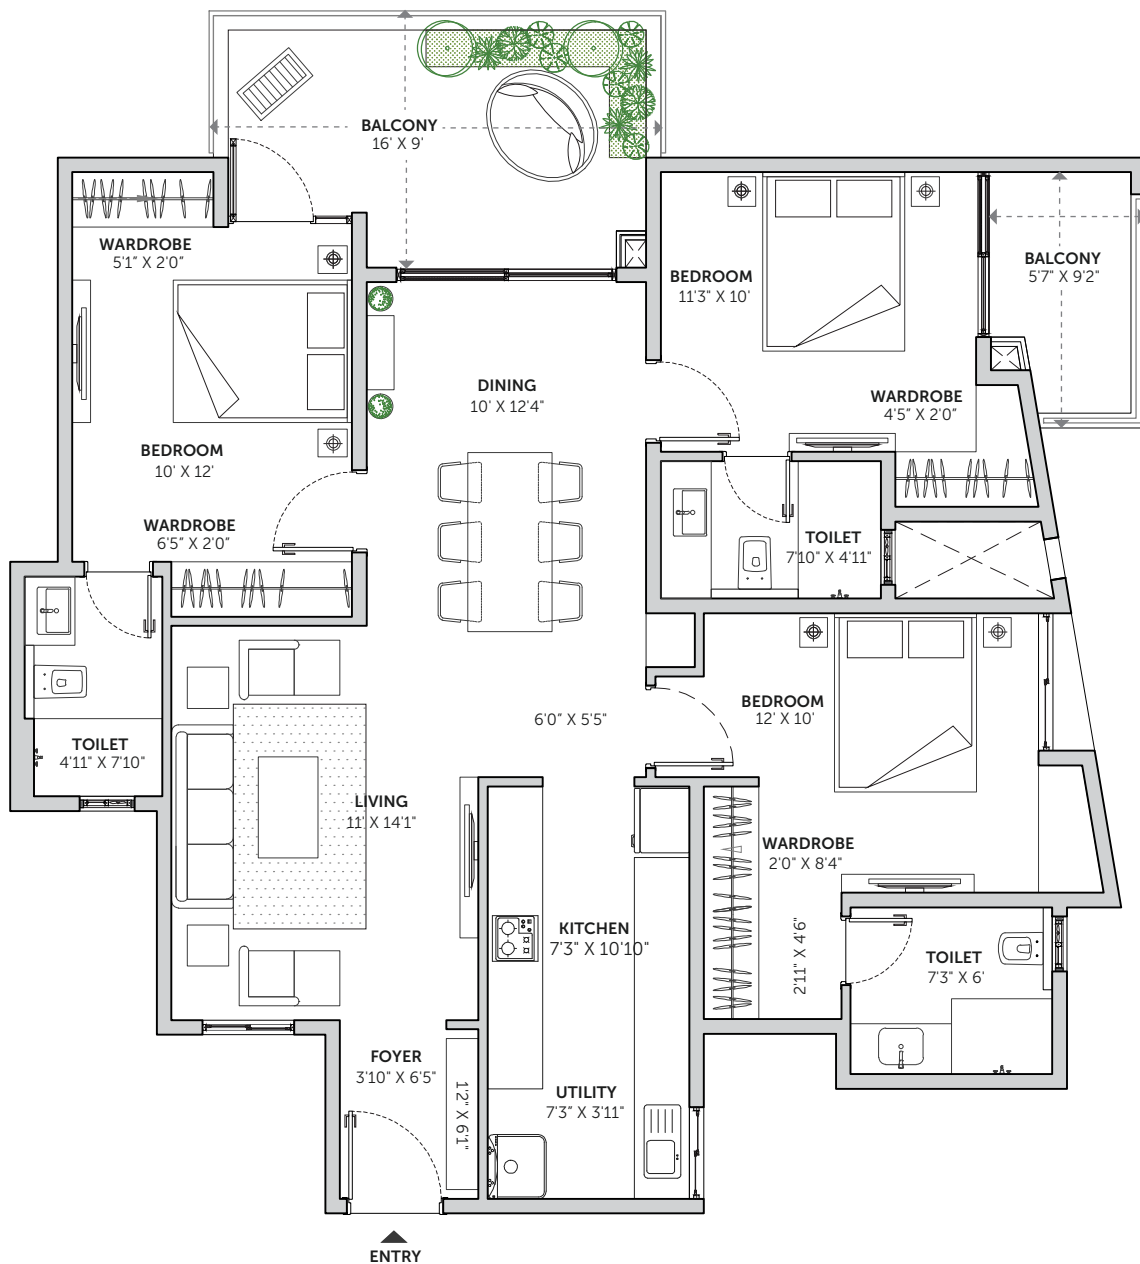 BALCONY
16' X 9'
WARDROBE
5'1" X 2'0"
BEDROOM
11'3" X 10'
BALCONY
5'7" X 9'2"
DINING
10' X 12'4"
WARDROBE
4'5" X 2'0"
BEDROOM
10' X 12'
WARDROBE
6'5" X 2'0"
TOILET
7'10" X 4'11"
BEDROOM
12' X 10'
6'0" X 5'5"
TOILET
4'11" X 7'10"
LIVING
11' X 14'1"
WARDROBE
2'0" X 8'4"
KITCHEN
7'3" X 10'10"
2'11" X 4'6"
TOILET
7'3" X 6'
FOYER
3'10" X 6'5"
1'2" X 6'1"
UTILITY
7'3" X 3'11"
ENTRY